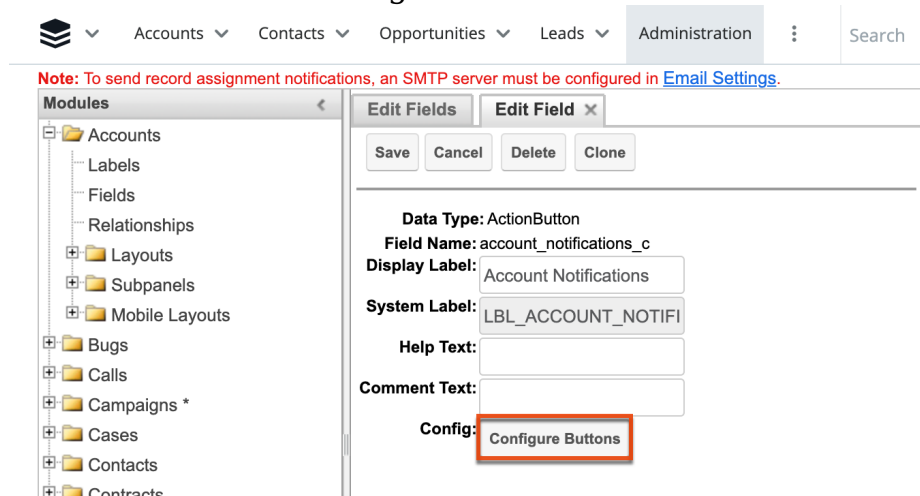 Accounts Contacts Opportunities Leads Administration Search
Note: To send record assignment notifications, an SMTP server must be configured in Email Settings.
Modules
Accounts
Labels
Fields
Relationships
Layouts
Subpanels
Mobile Layouts
Bugs
Calls
Campaigns *
Cases
Contacts
Contracts
Edit Fields Edit Field
Save Cancel Delete Clone
Data Type: ActionButton
Field Name: account_notifications_c
Display Label: Account Notifications
System Label: LBL_ACCOUNT_NOTIFI
Help Text:
Comment Text:
Config: Configure Buttons